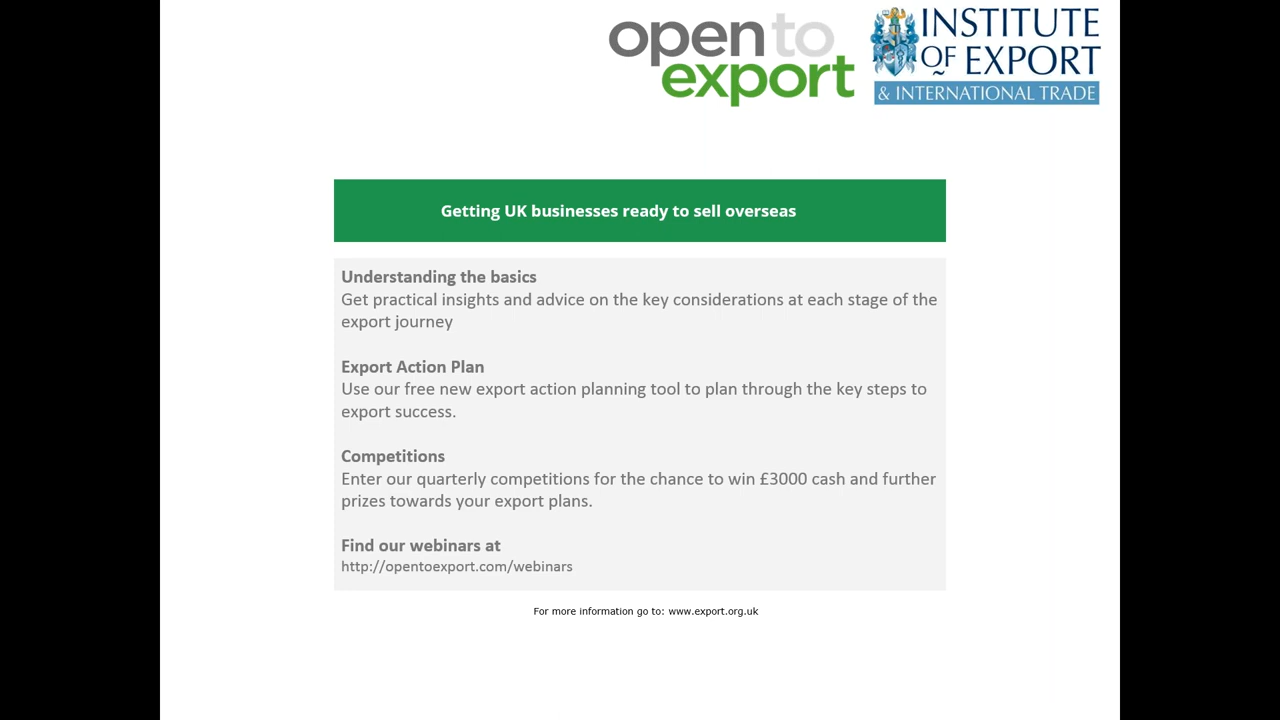 open to
export
INSTITUTE
OF EXPORT
& INTERNATIONAL TRADE
Getting UK businesses ready to sell overseas
Understanding the basics
Get practical insights and advice on the key considerations at each stage of the
export journey
Export Action Plan
Use our free new export action planning tool to plan through the key steps to
export success.
Competitions
Enter our quarterly competitions for the chance to win £3000 cash and further
prizes towards your export plans.
Find our webinars at
http://opentoexport.com/webinars
For more information go to: www.export.org.uk